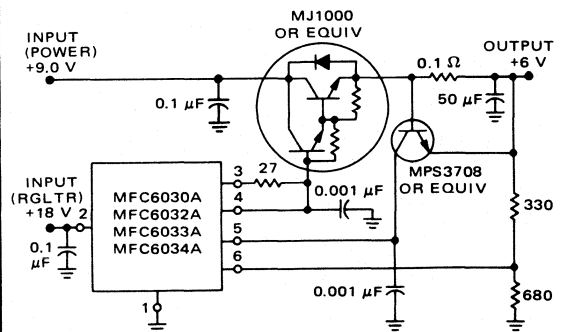 MJ1000
OR EQUIV
INPUT
(POWER)
+9.0 V
0.1 µF
0.1 Ω
OUTPUT
+6 V
50 µF
MPS3708
OR EQUIV
INPUT
(RGLTR)
+18 V
2
0.1
µF
MFC6030A
MFC6032A
MFC6033A
MFC6034A
3
27
4
0.001 µF
5
6
330
0.001 µF
680
1